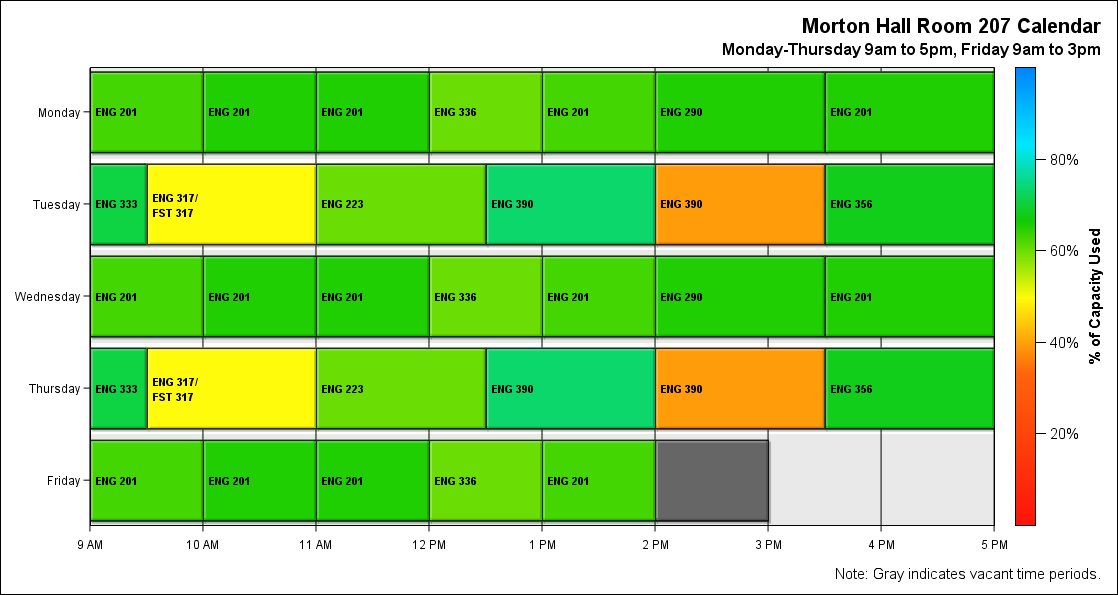 Morton Hall Room 207 Calendar
Monday-Thursday 9am to 5pm, Friday 9am to 3pm
Monday
ENG 201
ENG 201
ENG 201
ENG 336
ENG 201
ENG 290
ENG 201
Tuesday
ENG 333
ENG 317/
FST 317
ENG 223
ENG 390
ENG 390
ENG 356
Wednesday
ENG 201
ENG 201
ENG 201
ENG 336
ENG 201
ENG 290
ENG 201
Thursday
ENG 333
ENG 317/
FST 317
ENG 223
ENG 390
ENG 390
ENG 356
Friday
ENG 201
ENG 201
ENG 201
ENG 336
ENG 201
9 AM
10 AM
11 AM
12 PM
1 PM
2 PM
3 PM
4 PM
5 PM
80%
60%
40%
20%
% of Capacity Used
Note: Gray indicates vacant time periods.